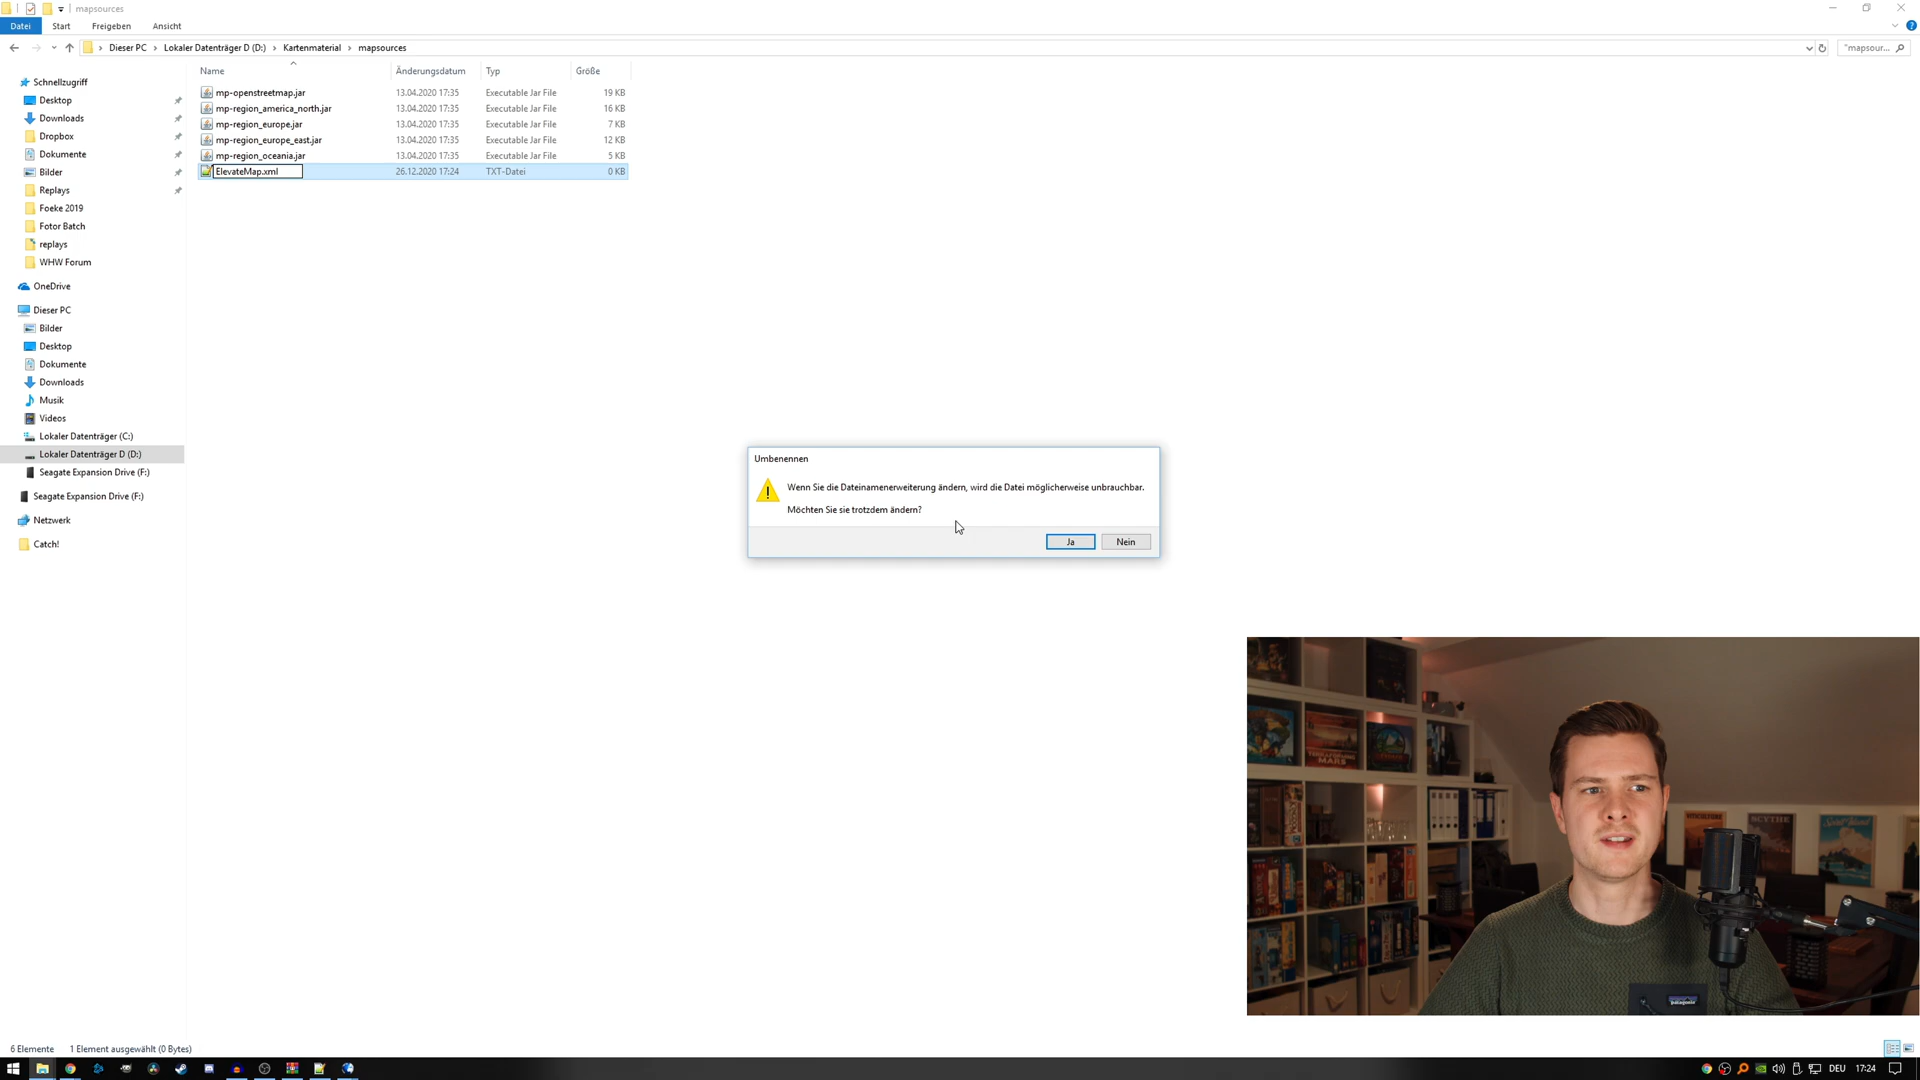 mapsources
Datei Start Freigeben Ansicht
Dieser PC Lokaler Datenträger D (D:) Kartenmaterial mapsources
"mapsour...
Name Änderungsdatum Typ Größe
mp-openstreetmap.jar 13.04.2020 17:35 Executable Jar File 19 KB
mp-region_america_north.jar 13.04.2020 17:35 Executable Jar File 16 KB
mp-region_europe.jar 13.04.2020 17:35 Executable Jar File 7 KB
mp-region_europe_east.jar 13.04.2020 17:35 Executable Jar File 12 KB
mp-region_oceania.jar 13.04.2020 17:35 Executable Jar File 5 KB
ElevateMap.xml 26.12.2020 17:24 TXT-Datei 0 KB
Schnellzugriff
Desktop
Downloads
Dropbox
Dokumente
Bilder
Replays
Foeke 2019
Fotor Batch
replays
WHW Forum
OneDrive
Dieser PC
Bilder
Desktop
Dokumente
Downloads
Musik
Videos
Lokaler Datenträger (C:)
Lokaler Datenträger D (D:)
Seagate Expansion Drive (F:)
Seagate Expansion Drive (F:)
Netzwerk
Catch!
Umbenennen
Wenn Sie die Dateinamenerweiterung ändern, wird die Datei möglicherweise unbrauchbar.
Möchten Sie sie trotzdem ändern?
Ja Nein
TERRAFORMING
MARS
VITICULTURE
SCYTHE
Spirit Island
patagonia
6 Elemente 1 Element ausgewählt (0 Bytes)
DEU 17:24